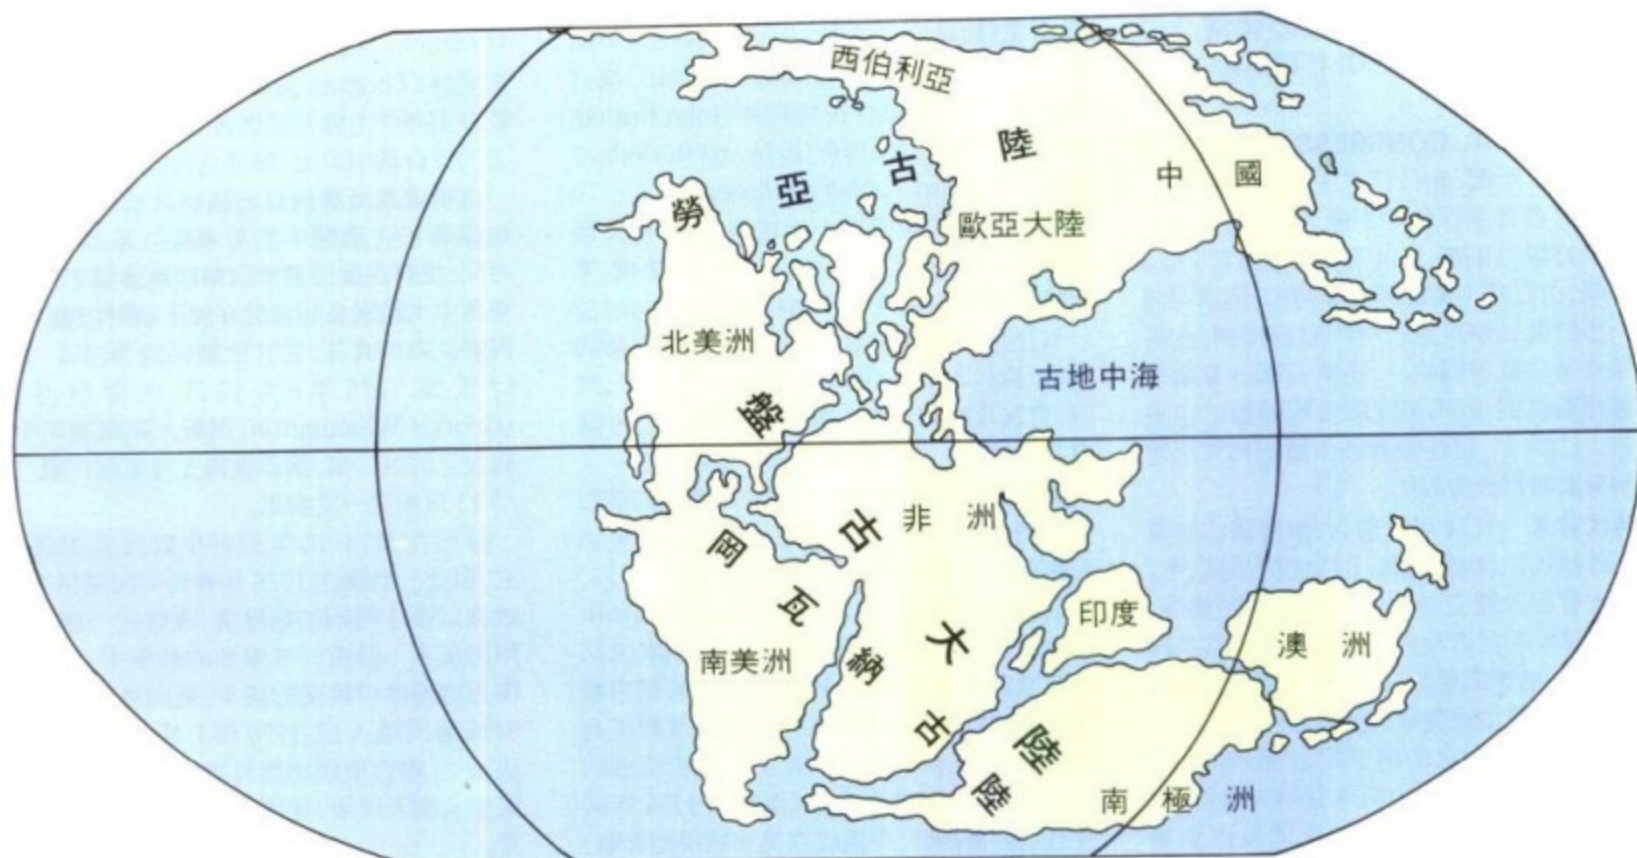 西伯利亞
勞亞古陸
中國
歐亞大陸
北美洲
古地中海
盤古大陸
非洲
岡瓦納古陸
印度
南美洲
澳洲
南極洲